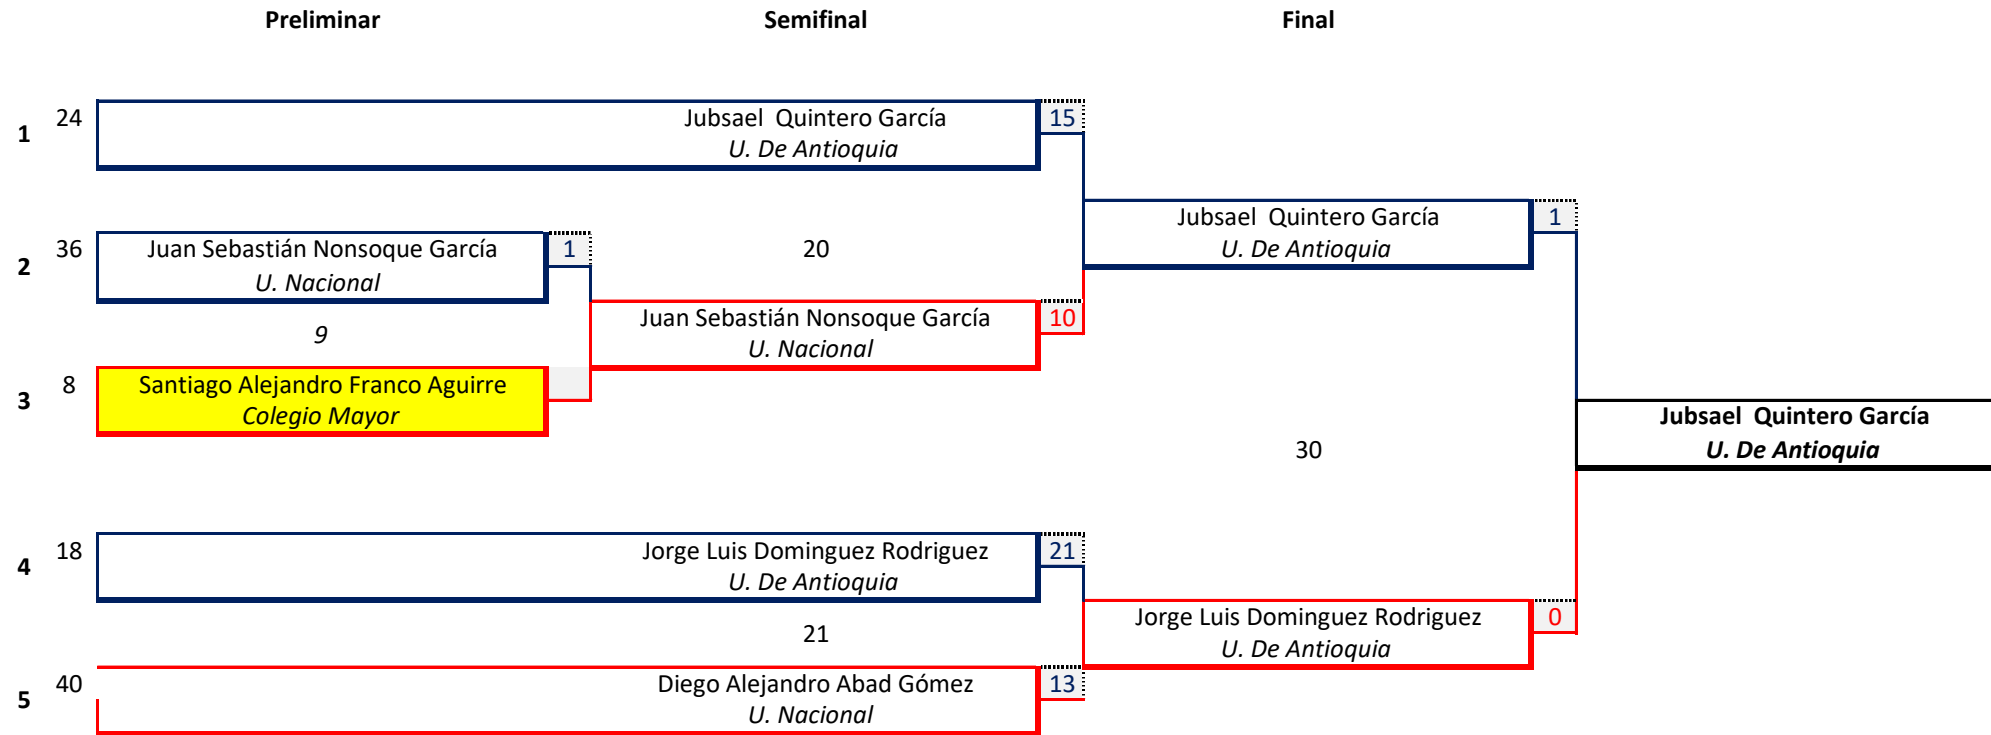 Preliminar Semifinal Final
1 24 Jubsael  Quintero García 15
U. De Antioquia
Jubsael  Quintero García 1
U. De Antioquia
2 36 Juan Sebastián Nonsoque García 1
U. Nacional
20
9
Juan Sebastián Nonsoque García 10
U. Nacional
3 8 Santiago Alejandro Franco Aguirre
Colegio Mayor
Jubsael  Quintero García
U. De Antioquia
30
4 18 Jorge Luis Dominguez Rodriguez 21
U. De Antioquia
21
Jorge Luis Dominguez Rodriguez 0
U. De Antioquia
5 40 Diego Alejandro Abad Gómez 13
U. Nacional